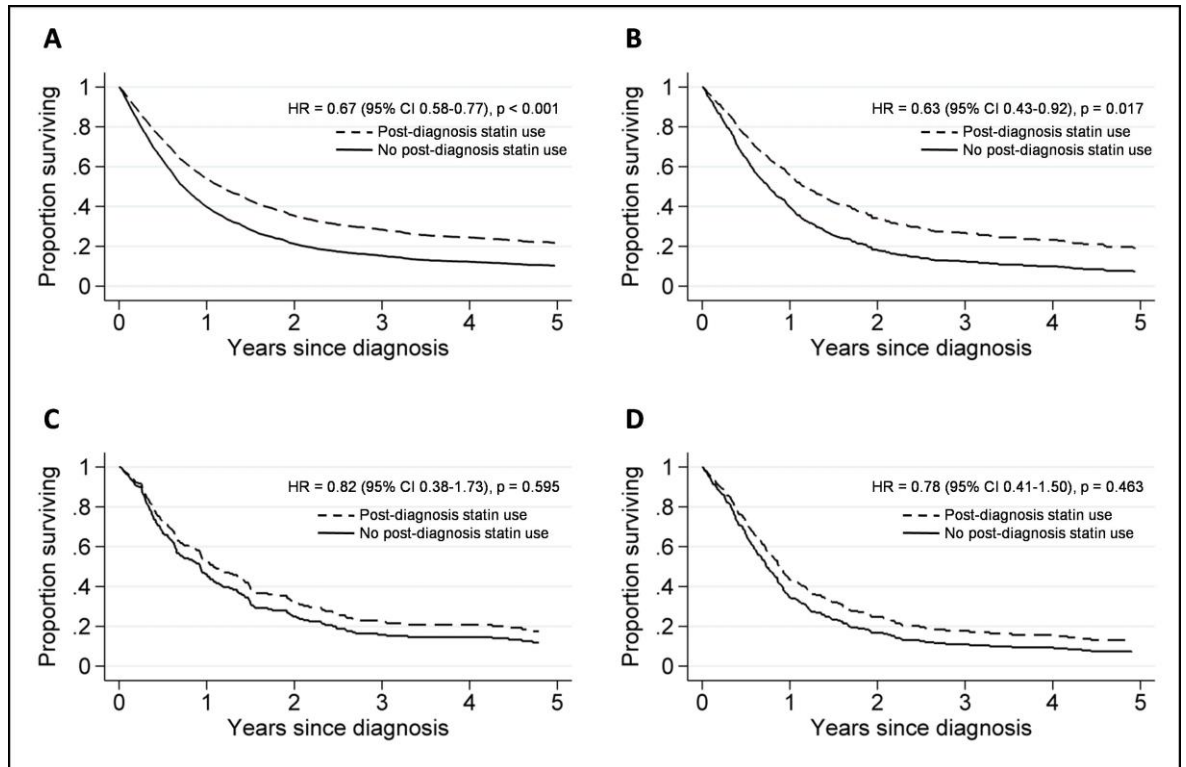 A
HR = 0.67 (95% CI 0.58-0.77), p < 0.001
Post-diagnosis statin use
No post-diagnosis statin use
Proportion surviving
1
.8
.6
.4
.2
0
0 1 2 3 4 5
Years since diagnosis
B
HR = 0.63 (95% CI 0.43-0.92), p = 0.017
Post-diagnosis statin use
No post-diagnosis statin use
Proportion surviving
1
.8
.6
.4
.2
0
0 1 2 3 4 5
Years since diagnosis
C
HR = 0.82 (95% CI 0.38-1.73), p = 0.595
Post-diagnosis statin use
No post-diagnosis statin use
Proportion surviving
1
.8
.6
.4
.2
0
0 1 2 3 4 5
Years since diagnosis
D
HR = 0.78 (95% CI 0.41-1.50), p = 0.463
Post-diagnosis statin use
No post-diagnosis statin use
Proportion surviving
1
.8
.6
.4
.2
0
0 1 2 3 4 5
Years since diagnosis